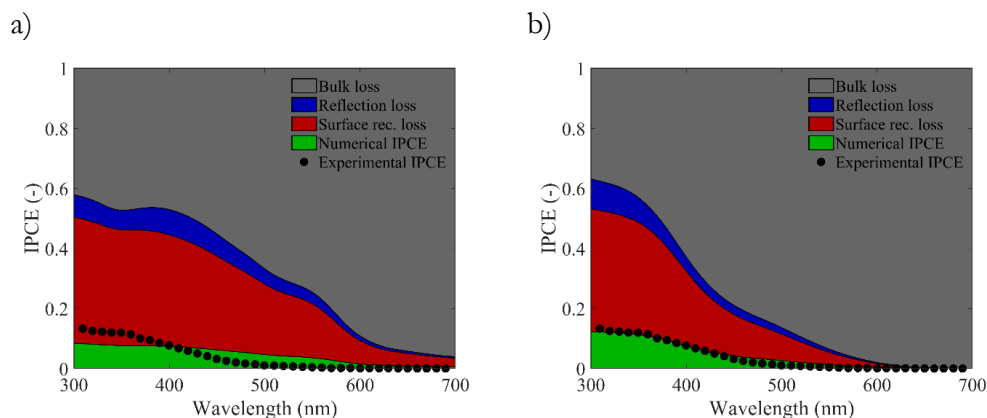 a)
1
0.8
0.6
0.4
0.2
0
IPCE (-)
Bulk loss
Reflection loss
Surface rec. loss
Numerical IPCE
Experimental IPCE
300
400
500
600
700
Wavelength (nm)
b)
1
0.8
0.6
0.4
0.2
0
IPCE (-)
Bulk loss
Reflection loss
Surface rec. loss
Numerical IPCE
Experimental IPCE
300
400
500
600
700
Wavelength (nm)